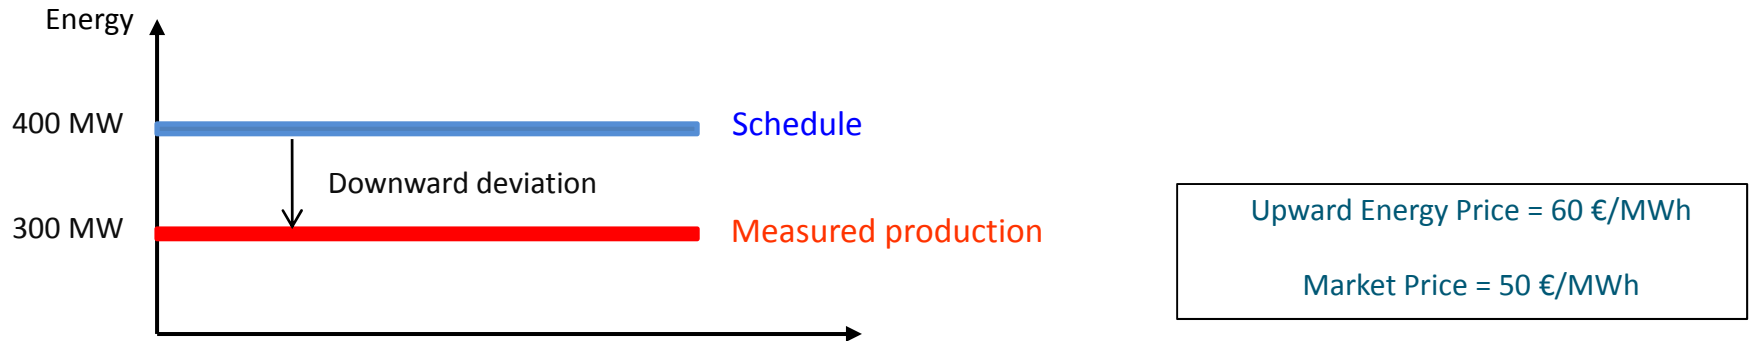 Energy
400 MW
Schedule
Downward deviation
300 MW
Measured production
Upward Energy Price = 60 €/MWh
Market Price = 50 €/MWh